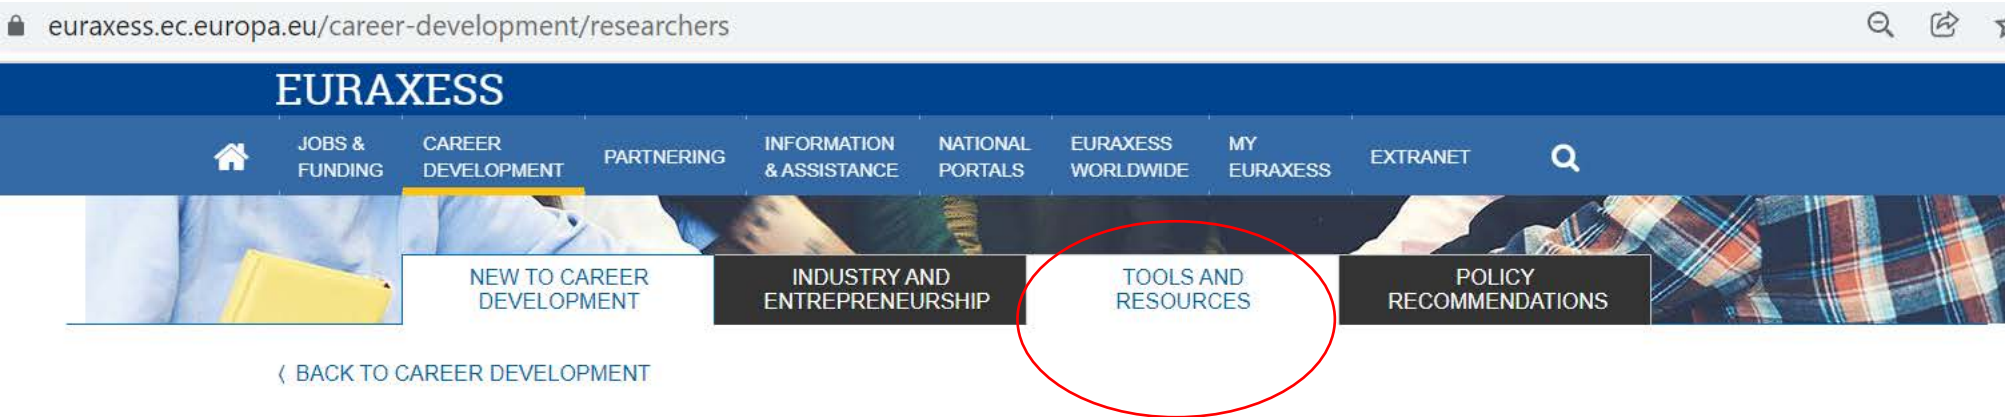 euraxess.ec.europa.eu/career-development/researchers
EURAXESS
JOBS &
FUNDING
CAREER
DEVELOPMENT
PARTNERING
INFORMATION
& ASSISTANCE
NATIONAL
PORTALS
EURAXESS
WORLDWIDE
MY
EURAXESS
EXTRANET
NEW TO CAREER
DEVELOPMENT
INDUSTRY AND
ENTREPRENEURSHIP
TOOLS AND
RESOURCES
POLICY
RECOMMENDATIONS
⟨ BACK TO CAREER DEVELOPMENT